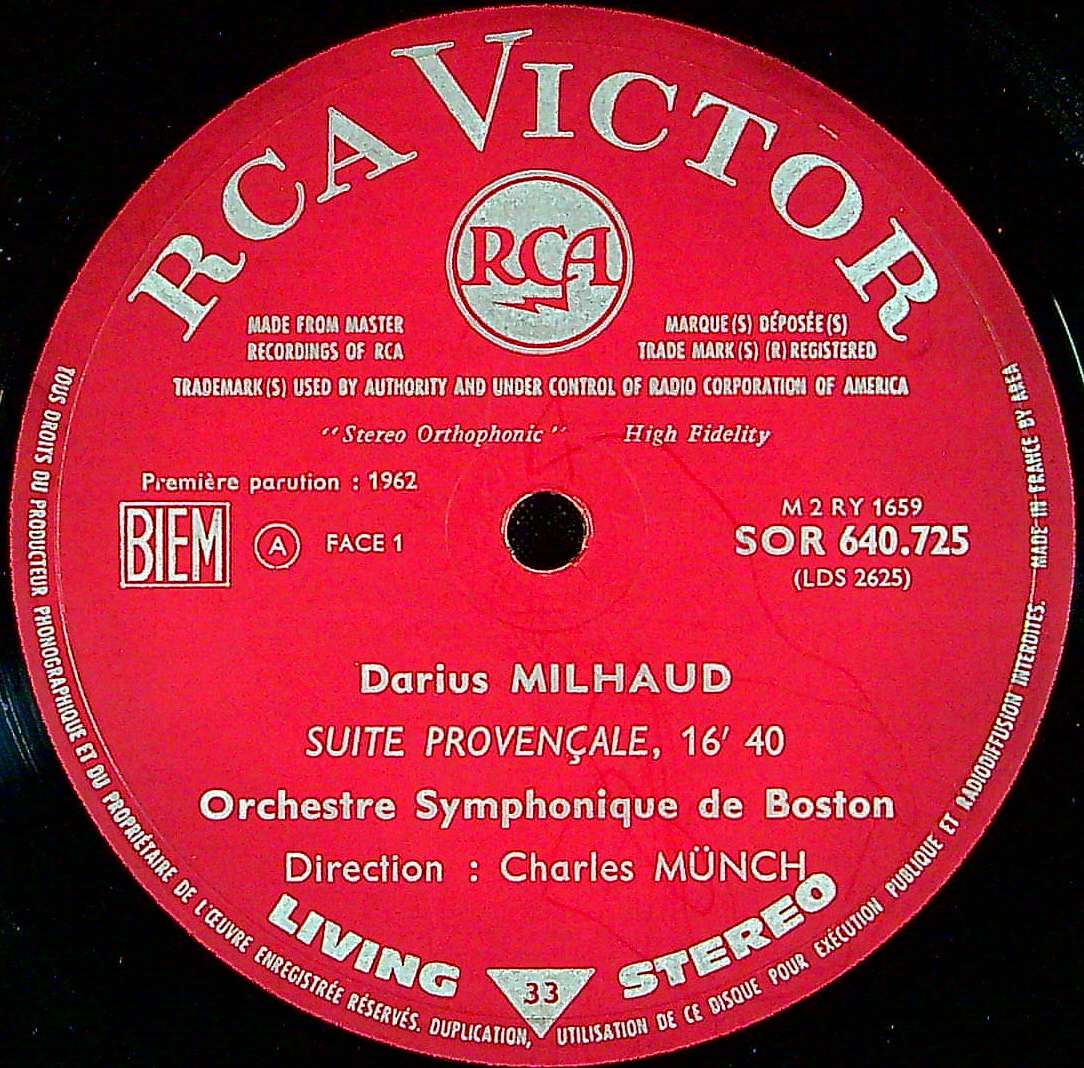 RCA VICTOR
RCA
MADE FROM MASTER
RECORDINGS OF RCA
MARQUE(S) DÉPOSÉE(S)
TRADE MARK(S) (R) REGISTERED
TRADEMARK(S) USED BY AUTHORITY AND UNDER CONTROL OF RADIO CORPORATION OF AMERICA
"Stereo Orthophonic" High Fidelity
Première parution : 1962
BIEM
A
FACE 1
M 2 RY 1659
SOR 640.725
(LDS 2625)
Darius MILHAUD
SUITE PROVENÇALE, 16' 40
Orchestre Symphonique de Boston
Direction : Charles MÜNCH
LIVING STEREO
33
TOUS DROITS DU PRODUCTEUR PHONOGRAPHIQUE ET DU PROPRIÉTAIRE DE L'ŒUVRE ENREGISTRÉE RÉSERVÉS. DUPLICATION, UTILISATION DE CE DISQUE POUR EXÉCUTION PUBLIQUE ET RADIODIFFUSION INTERDITES. MADE IN FRANCE BY AREA